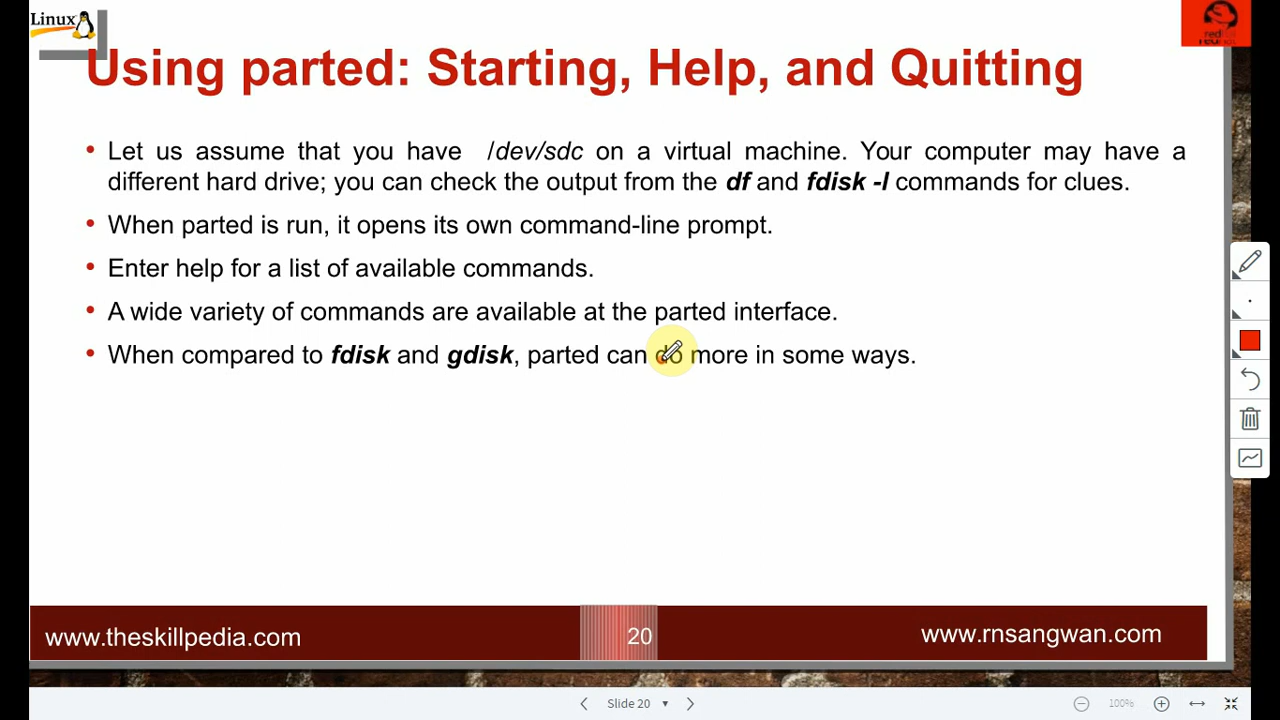 Linux
Using parted: Starting, Help, and Quitting
• Let us assume that you have /dev/sdc on a virtual machine. Your computer may have a
different hard drive; you can check the output from the df and fdisk -l commands for clues.
• When parted is run, it opens its own command-line prompt.
• Enter help for a list of available commands.
• A wide variety of commands are available at the parted interface.
• When compared to fdisk and gdisk, parted can do more in some ways.
www.theskillpedia.com
20
www.rnsangwan.com
Slide 20
100%